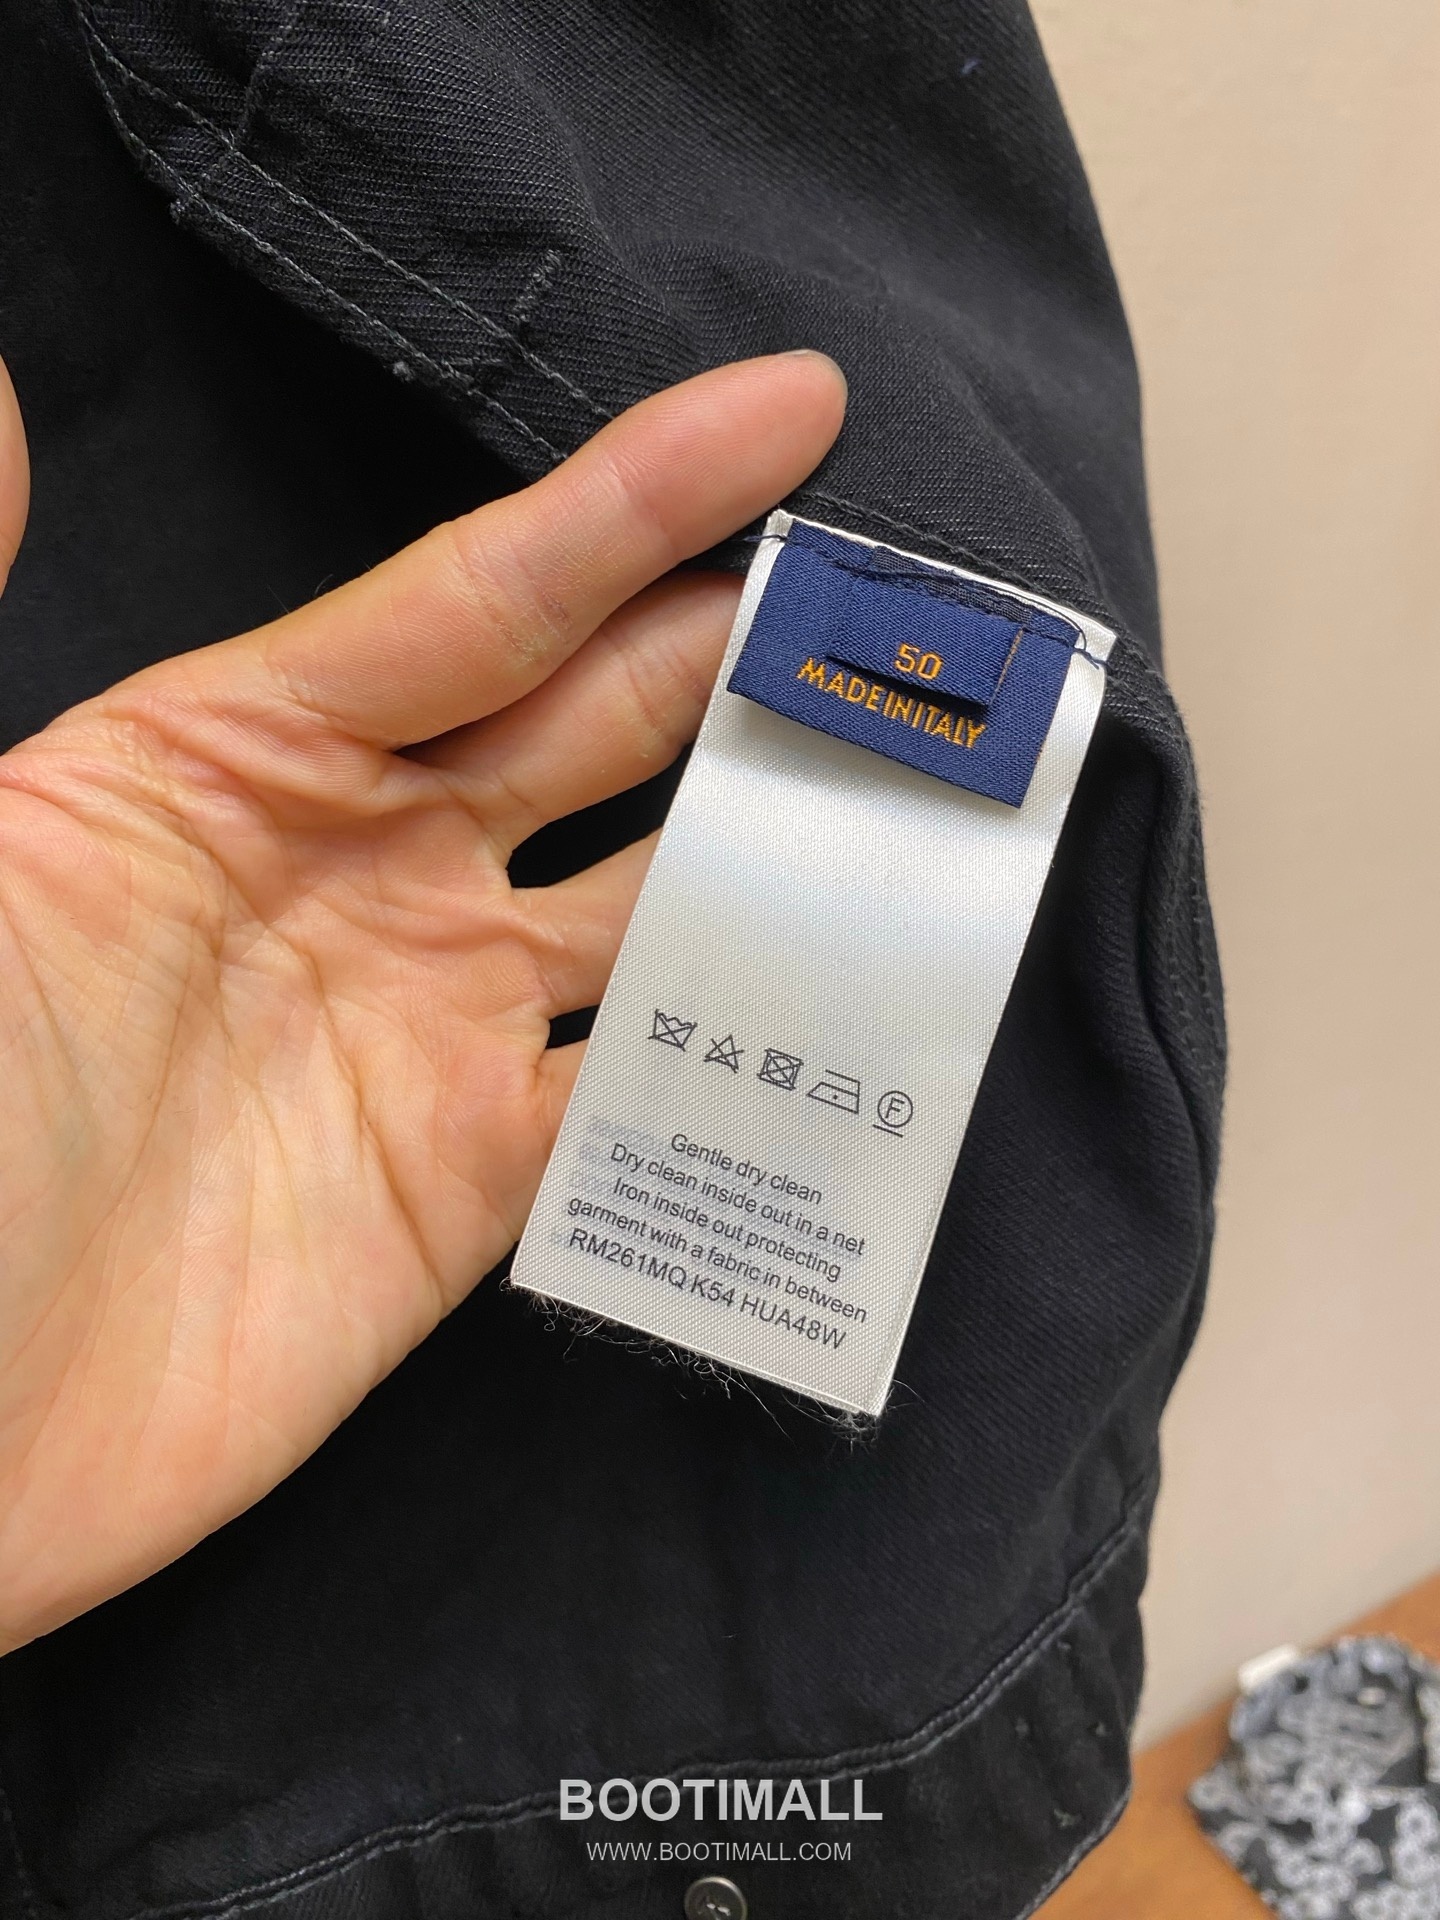 50
MADEINITALY
F
Gentle dry clean
Dry clean inside out in a net
Iron inside out protecting
garment with a fabric in between
RM261MQ K54 HUA48W
BOOTIMALL
WWW.BOOTIMALL.COM